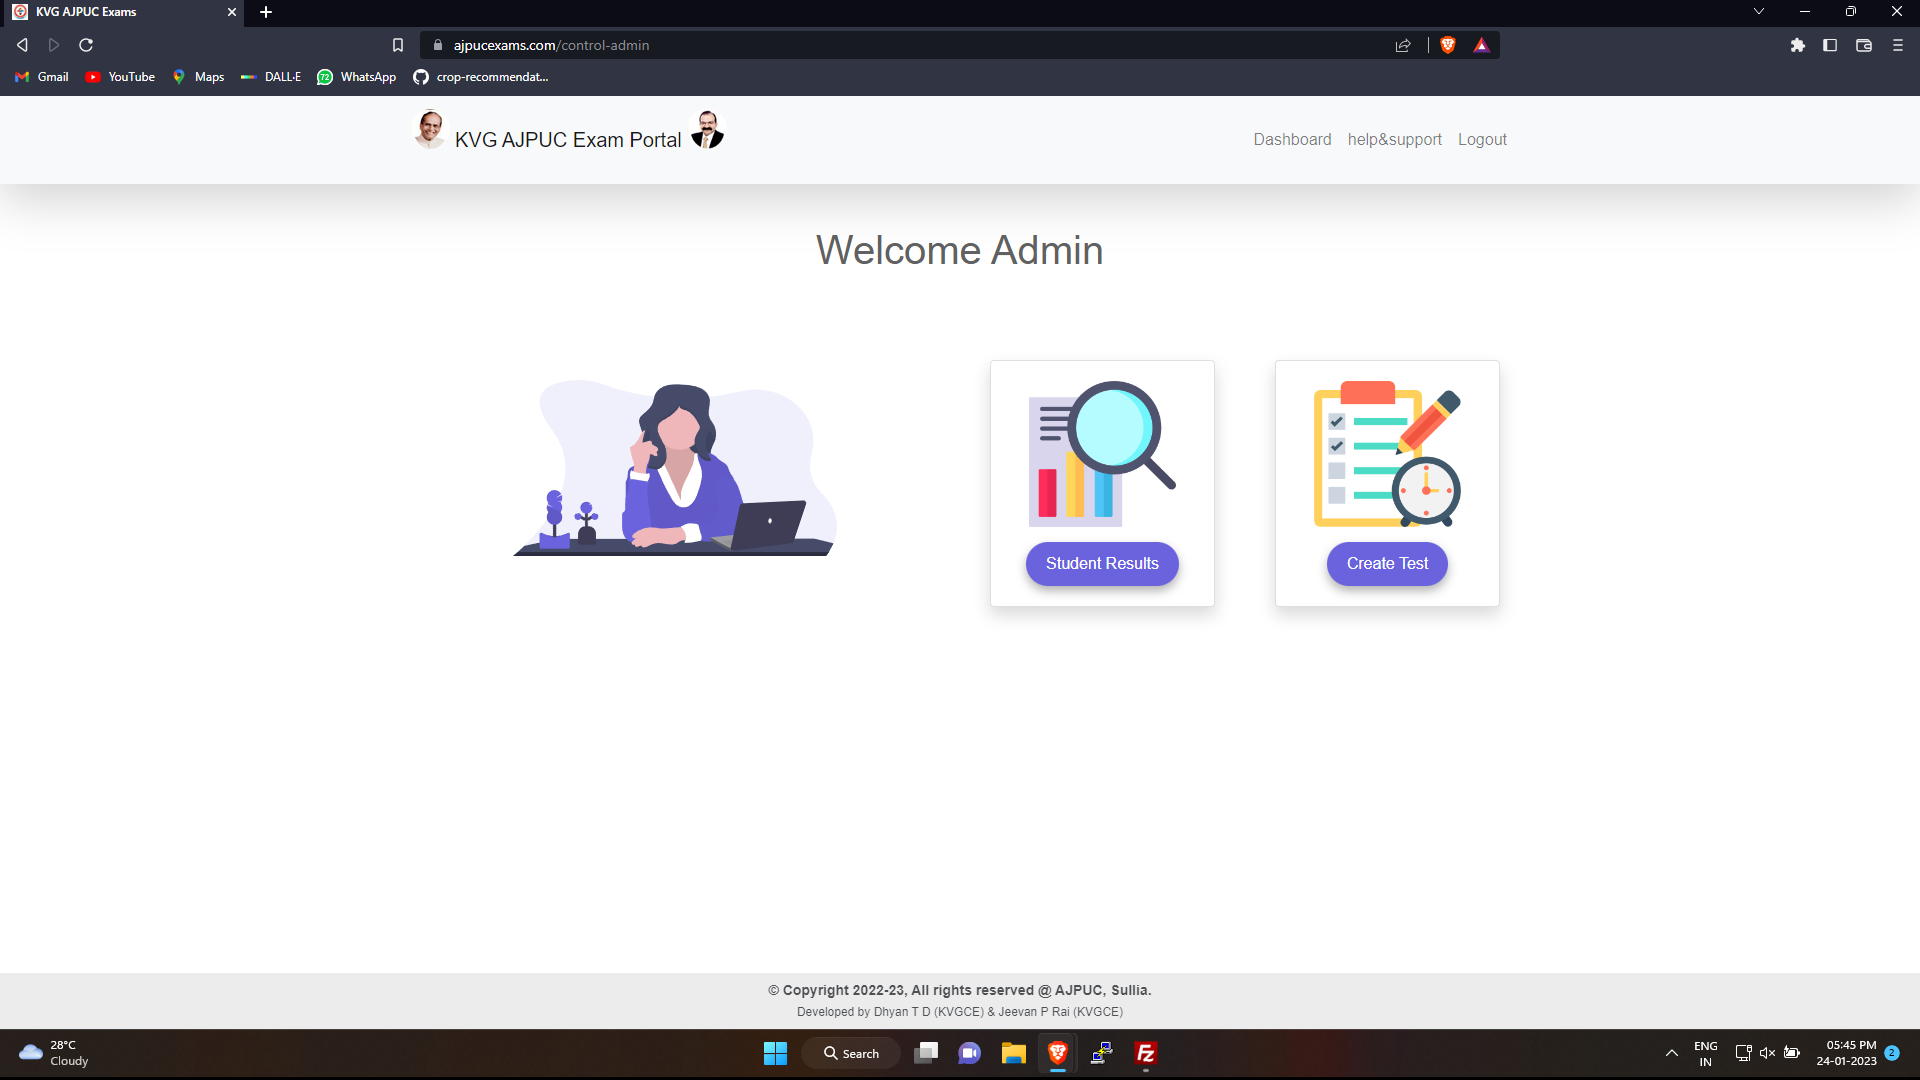 KVG AJPUC Exams
ajpucexams.com/control-admin
Gmail
YouTube
Maps
DALL·E
72
WhatsApp
crop-recommendat...
KVG AJPUC Exam Portal
Dashboard
help&support
Logout
Welcome Admin
Student Results
Create Test
© Copyright 2022-23, All rights reserved @ AJPUC, Sullia.
Developed by Dhyan T D (KVGCE) & Jeevan P Rai (KVGCE)
28°C
Cloudy
Search
Fz
ENG
IN
05:45 PM
24-01-2023
2